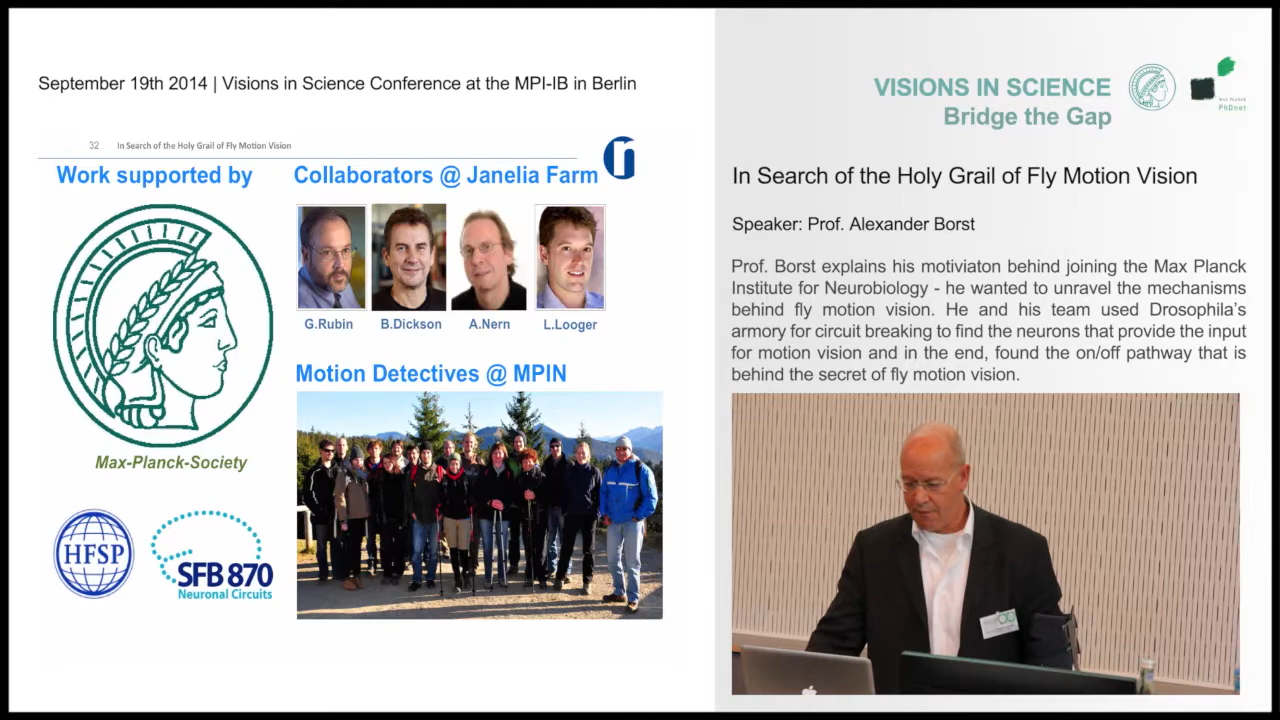 September 19th 2014 | Visions in Science Conference at the MPI-IB in Berlin
32 In Search of the Holy Grail of Fly Motion Vision
Work supported by
Max-Planck-Society
HFSP
SFB 870
Neuronal Circuits
Collaborators @ Janelia Farm
G.Rubin B.Dickson A.Nern L.Looger
Motion Detectives @ MPIN
VISIONS IN SCIENCE
Bridge the Gap
MAX PLANCK
PhDnet
In Search of the Holy Grail of Fly Motion Vision
Speaker: Prof. Alexander Borst
Prof. Borst explains his motiviaton behind joining the Max Planck
Institute for Neurobiology - he wanted to unravel the mechanisms
behind fly motion vision. He and his team used Drosophila's
armory for circuit breaking to find the neurons that provide the input
for motion vision and in the end, found the on/off pathway that is
behind the secret of fly motion vision.